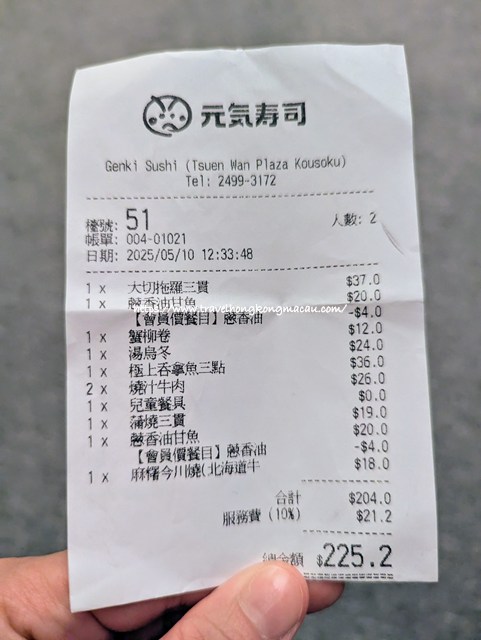 元気寿司
Genki Sushi (Tsuen Wan Plaza Kousoku)
Tel: 2499-3172
檯號: 51 人數: 2
帳單: 004-01021
日期: 2025/05/10 12:33:48
1 x 大切拖羅三貫 $37.0
1 x 蔥香油甘魚 $20.0
【會員價餐目】蔥香油 -$4.0
https://www.travelhongkongmacau.com/
1 x 蟹柳卷 $12.0
1 x 湯烏冬 $24.0
1 x 極上吞拿魚三點 $36.0
2 x 燒汁牛肉 $26.0
1 x 兒童餐具 $0.0
1 x 蒲燒三貫 $19.0
1 x 蔥香油甘魚 $20.0
【會員價餐目】蔥香油 -$4.0
1 x 麻糬今川燒(北海道牛 $18.0
合計 $204.0
服務費 (10%) $21.2
總金額 $225.2